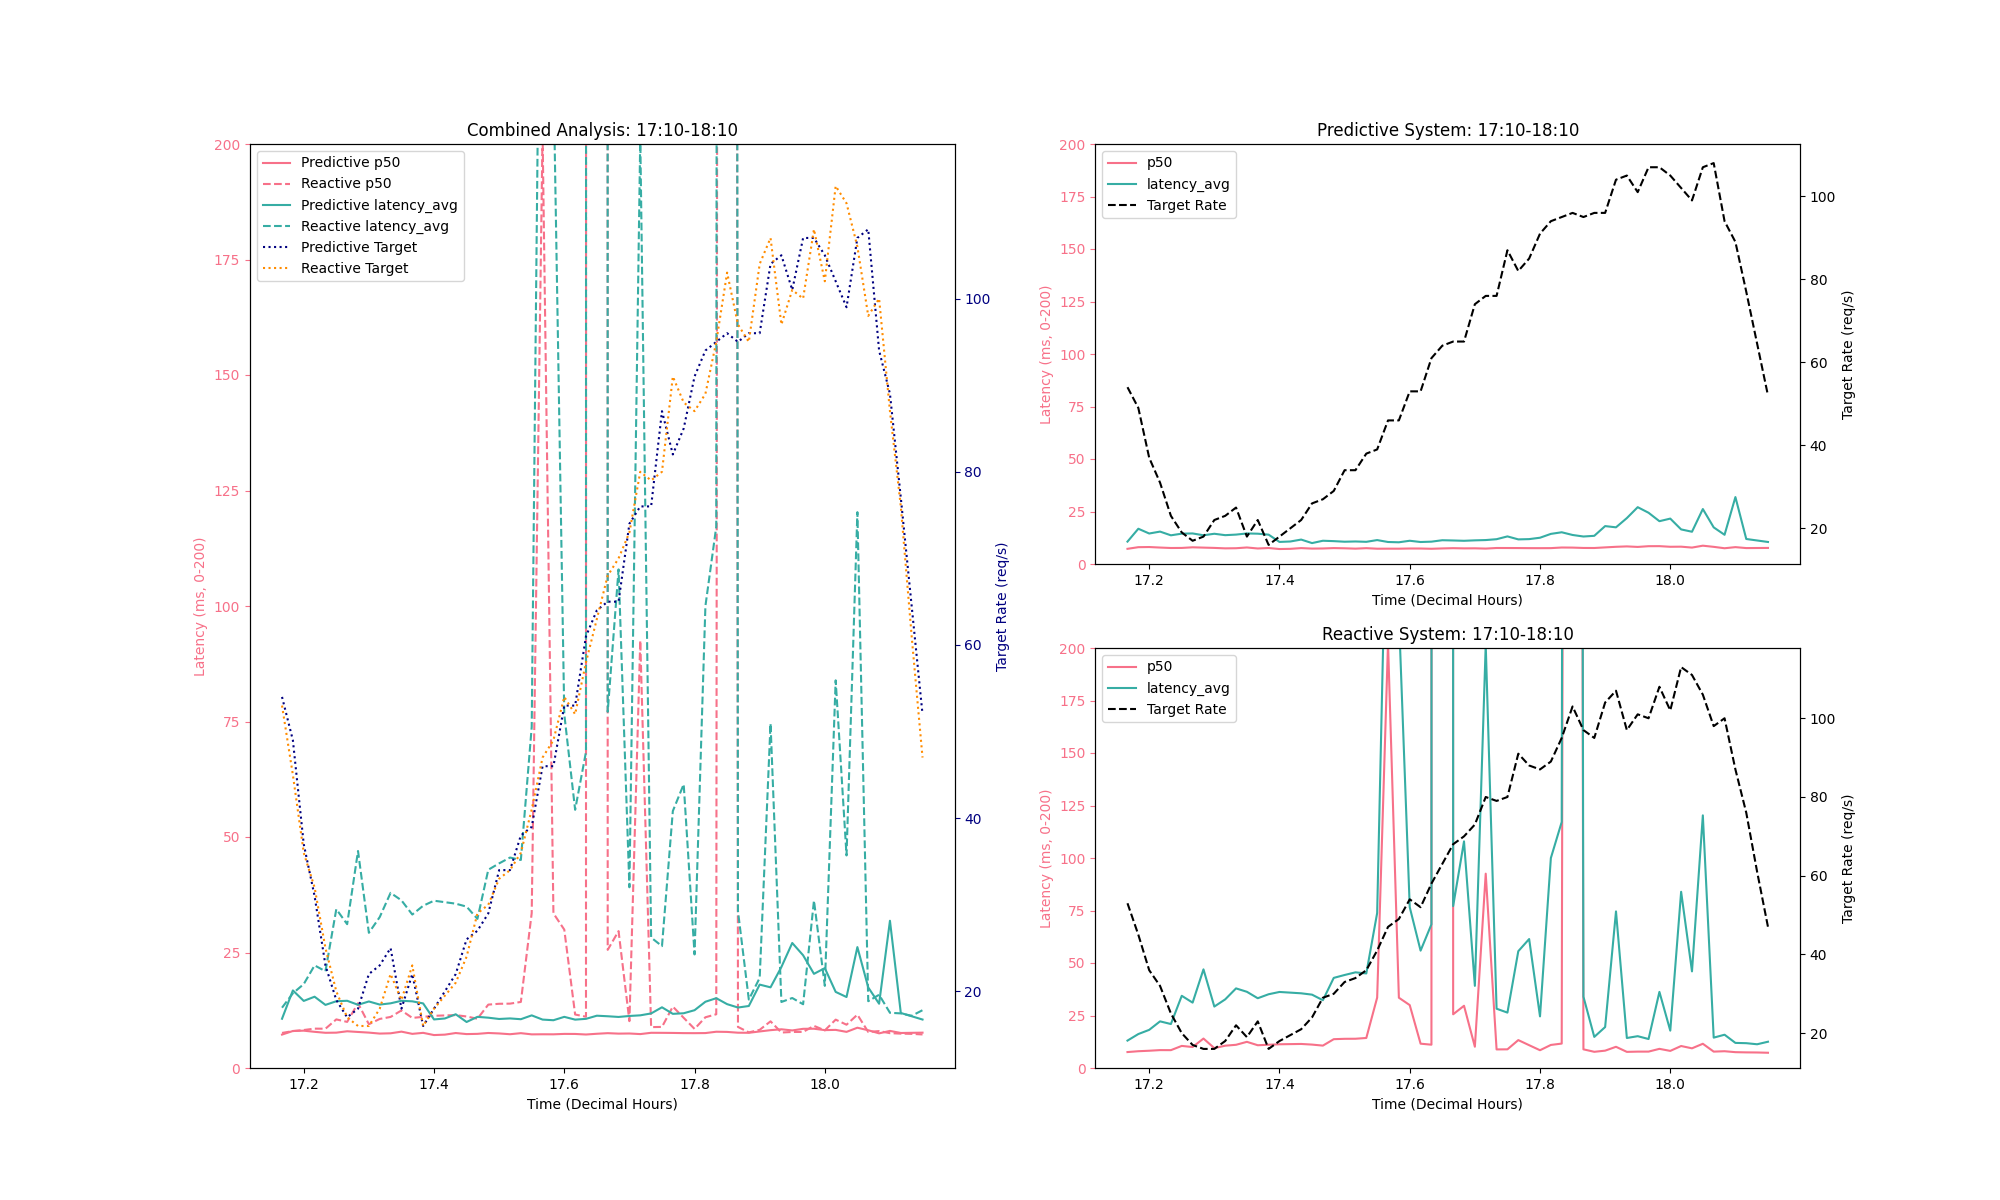 Combined Analysis: 17:10-18:10
Predictive p50
Reactive p50
Predictive latency_avg
Reactive latency_avg
Predictive Target
Reactive Target
200
175
150
125
100
75
50
25
0
Latency (ms, 0-200)
100
80
60
40
20
Target Rate (req/s)
17.2 17.4 17.6 17.8 18.0
Time (Decimal Hours)
Predictive System: 17:10-18:10
p50
latency_avg
Target Rate
200
175
150
125
100
75
50
25
0
Latency (ms, 0-200)
100
80
60
40
20
Target Rate (req/s)
17.2 17.4 17.6 17.8 18.0
Time (Decimal Hours)
Reactive System: 17:10-18:10
p50
latency_avg
Target Rate
200
175
150
125
100
75
50
25
0
Latency (ms, 0-200)
100
80
60
40
20
Target Rate (req/s)
17.2 17.4 17.6 17.8 18.0
Time (Decimal Hours)